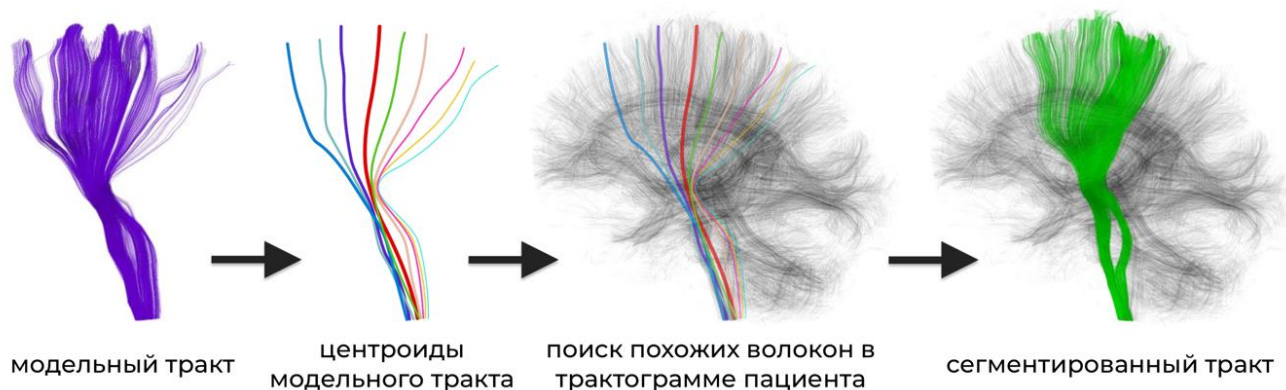 модельный тракт
центроиды
модельного тракта
поиск похожих волокон в
трактограмме пациента
сегментированный тракт